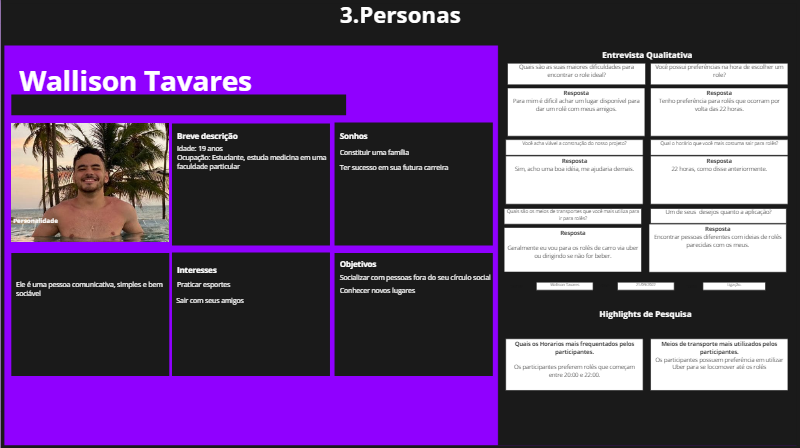 3.Personas
Wallison Tavares
Personalidade
Breve descrição
Idade: 19 anos
Ocupação: Estudante, estuda medicina em uma
faculdade particular
Sonhos
Constituir uma família
Ter sucesso em sua futura carreira
Ele é uma pessoa comunicativa, simples e bem
sociável
Interesses
Praticar esportes
Sair com seus amigos
Objetivos
Socializar com pessoas fora do seu círculo social
Conhecer novos lugares
Entrevista Qualitativa
Quais são as suas maiores dificuldades para
encontrar o role ideal?
Você possui preferências na hora de escolher um
role?
Resposta
Para mim é difícil achar um lugar disponível para
dar um rolê com meus amigos.
Resposta
Tenho preferência para rolês que ocorram por
volta das 22 horas.
Você acha viável a construção do nosso projeto?
Qual o horário que você mais costuma sair para rolês?
Resposta
Sim, acho uma boa idéia, me ajudaria demais.
Resposta
22 horas, como disse anteriormente.
Quais são os meios de transportes que você mais utiliza para
ir para rolês?
Um de seus desejos quanto a aplicação?
Resposta
Geralmente eu vou para os rolês de carro via uber
ou dirigindo se não for beber.
Resposta
Encontrar pessoas diferentes com ideias de rolês
parecidas com os meus.
Wallison Tavares
Ligação
Highlights de Pesquisa
Quais os Horarios mais frequentados pelos
participantes.
Os participantes preferem rolês que começam
entre 20:00 e 22:00.
Meios de transporte mais utilizados pelos
participantes.
Os participantes possuem preferência em utilizar
Uber para se locomover até os rolês